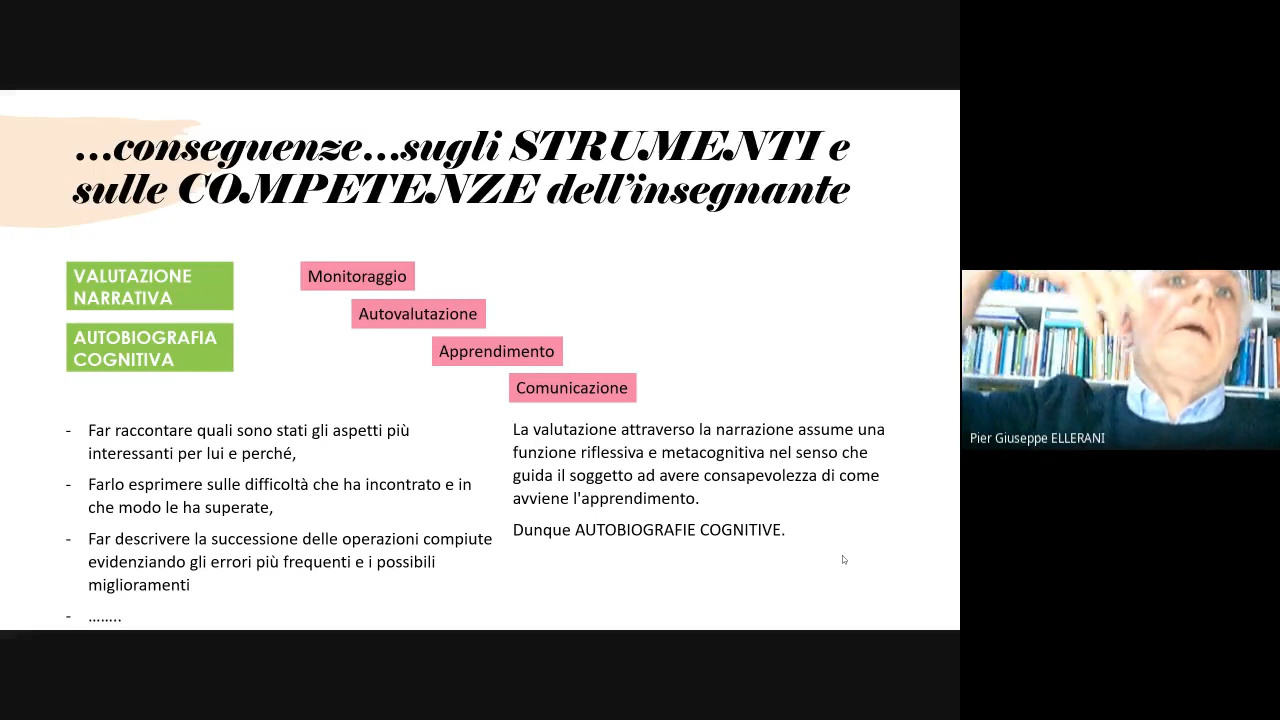 ...conseguenze...sugli STRUMENTI e
sulle COMPETENZE dell’insegnante
VALUTAZIONE
NARRATIVA
AUTOBIOGRAFIA
COGNITIVA
Monitoraggio
Autovalutazione
Apprendimento
Comunicazione
- Far raccontare quali sono stati gli aspetti più
interessanti per lui e perché,
- Farlo esprimere sulle difficoltà che ha incontrato e in
che modo le ha superate,
- Far descrivere la successione delle operazioni compiute
evidenziando gli errori più frequenti e i possibili
miglioramenti
- ……..
La valutazione attraverso la narrazione assume una
funzione riflessiva e metacognitiva nel senso che
guida il soggetto ad avere consapevolezza di come
avviene l'apprendimento.
Dunque AUTOBIOGRAFIE COGNITIVE.
Pier Giuseppe ELLERANI